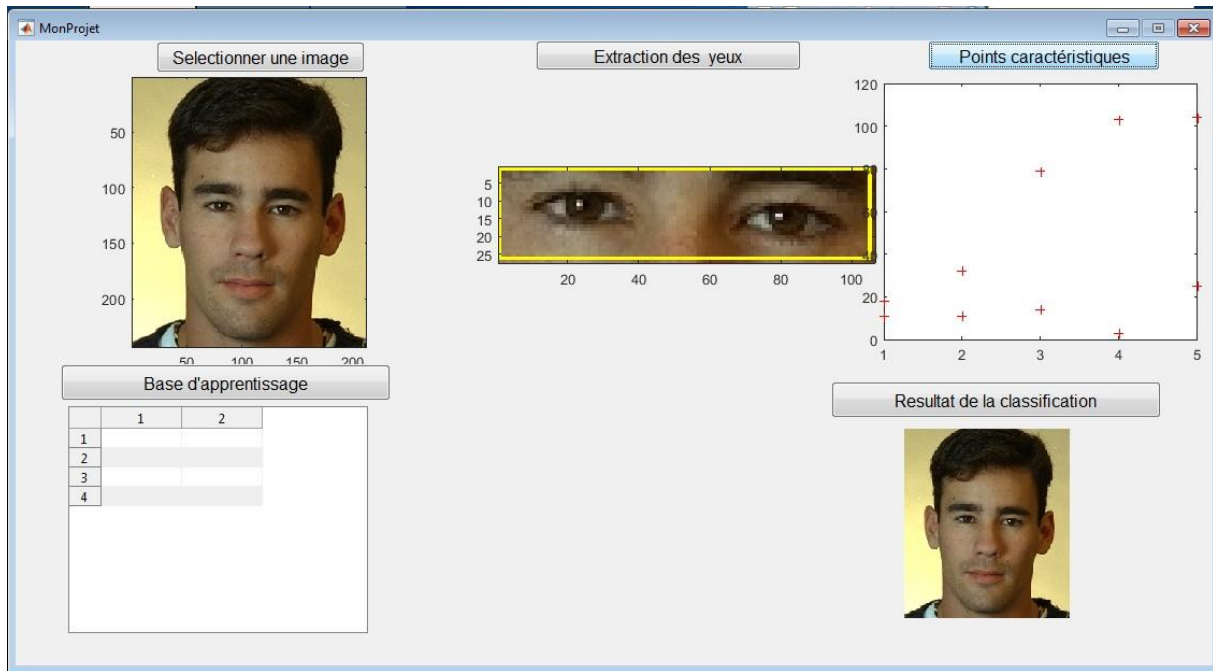 MonProjet
Selectionner une image
Extraction des yeux
Points caractéristiques
50
100
150
200
50 100 150 200
5
10
15
20
25
20 40 60 80 100
120
100
80
60
40
20
0
1 2 3 4 5
Base d'apprentissage
1 2
1
2
3
4
Resultat de la classification